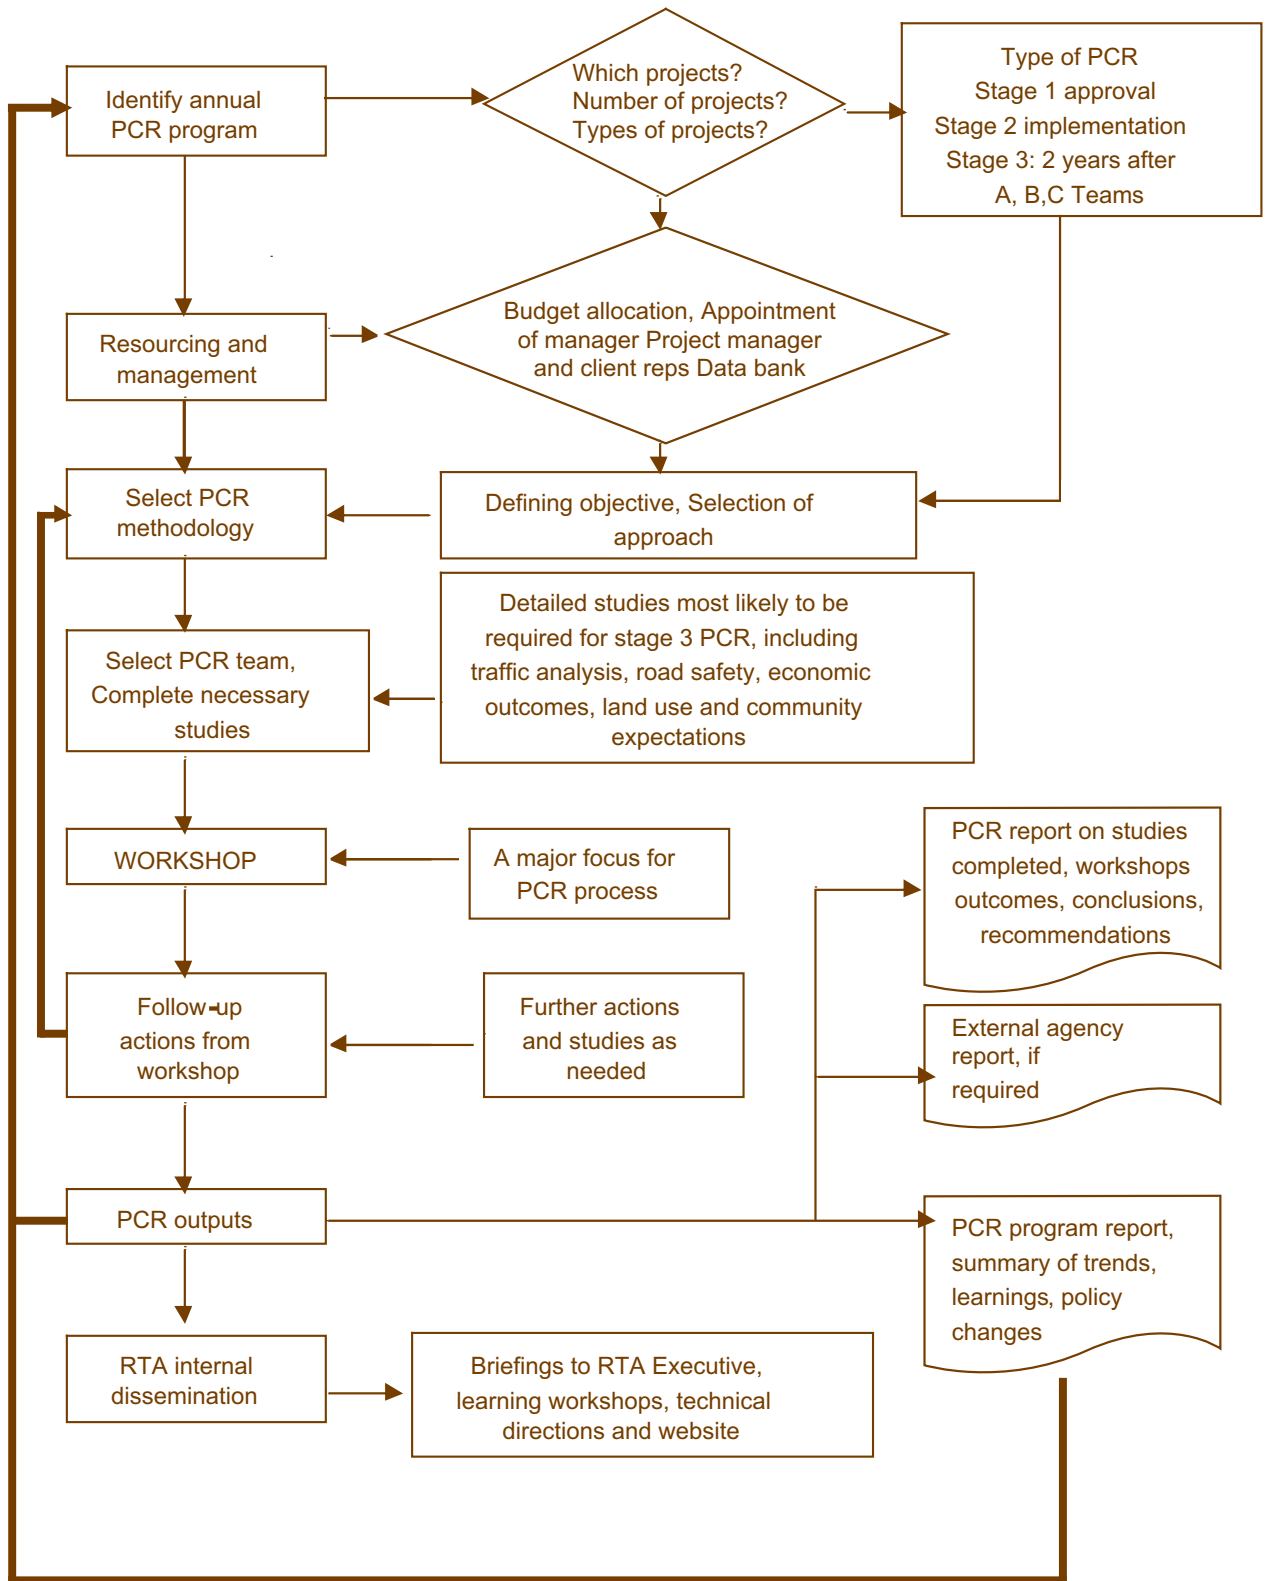 Identify annual
PCR program
Which projects?
Number of projects?
Types of projects?
Type of PCR
Stage 1 approval
Stage 2 implementation
Stage 3: 2 years after
A, B,C Teams
Resourcing and
management
Budget allocation, Appointment
of manager Project manager
and client reps Data bank
Select PCR
methodology
Defining objective, Selection of
approach
Select PCR team,
Complete necessary
studies
Detailed studies most likely to be
required for stage 3 PCR, including
traffic analysis, road safety, economic
outcomes, land use and community
expectations
WORKSHOP
A major focus for
PCR process
PCR report on studies
completed, workshops
outcomes, conclusions,
recommendations
Follow-up
actions from
workshop
Further actions
and studies as
needed
External agency
report, if
required
PCR outputs
PCR program report,
summary of trends,
learnings, policy
changes
RTA internal
dissemination
Briefings to RTA Executive,
learning workshops, technical
directions and website